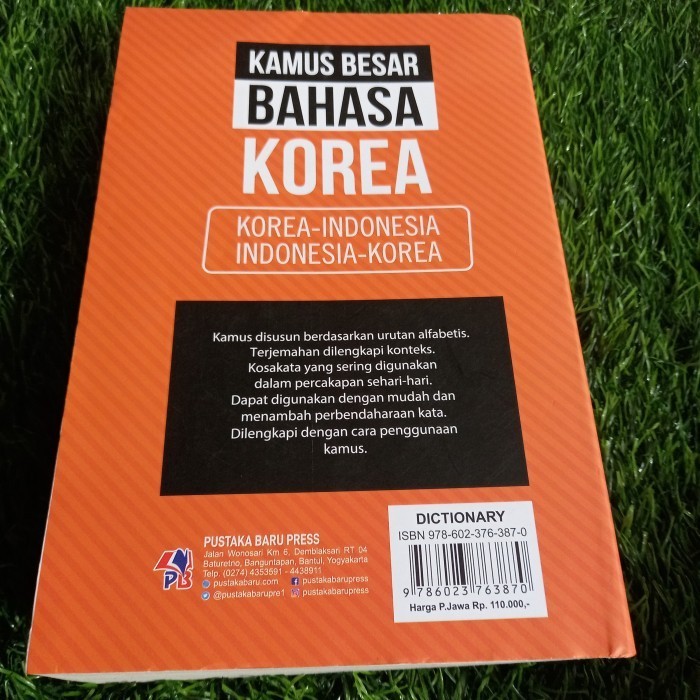 KAMUS BESAR
BAHASA
KOREA
KOREA-INDONESIA
INDONESIA-KOREA
Kamus disusun berdasarkan urutan alfabetis.
Terjemahan dilengkapi konteks.
Kosakata yang sering digunakan
dalam percakapan sehari-hari.
Dapat digunakan dengan mudah dan
menambah perbendaharaan kata.
Dilengkapi dengan cara penggunaan
kamus.
PB
PUSTAKA BARU PRESS
Jalan Wonosari Km. 6, Demblaksari RT 04
Baturetno, Banguntapan, Bantul, Yogyakarta
Telp. (0274) 4353591 - 4438911
pustakabaru.com pustakabarupress
@pustakabarupre1 pustakabarupress
DICTIONARY
ISBN 978-602-376-387-0
9 786023 763870
Harga P.Jawa Rp. 110.000,-